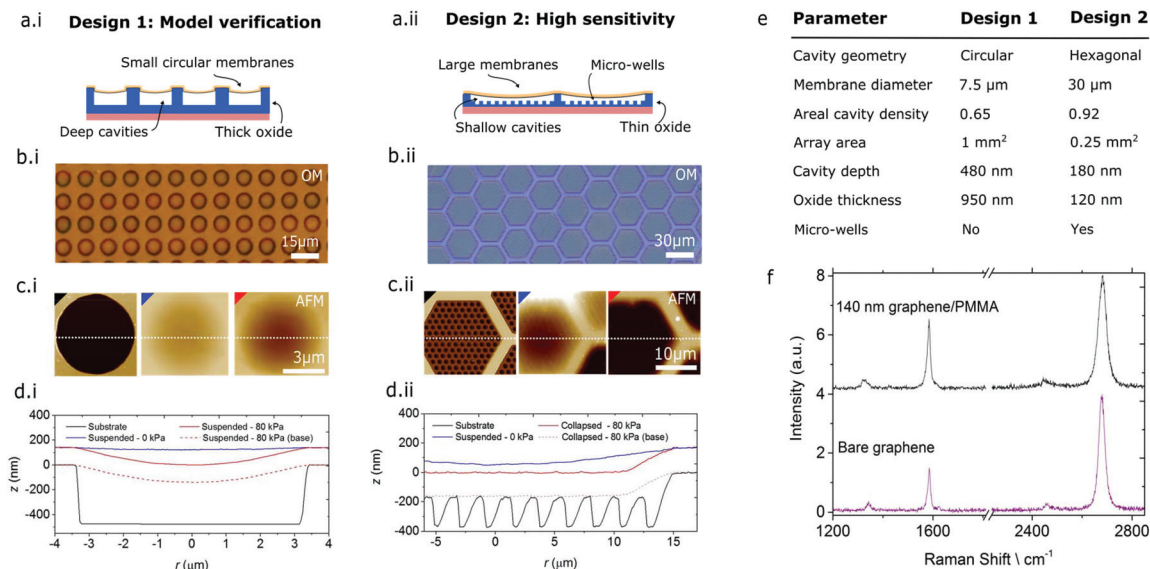 a.i Design 1: Model verification
Small circular membranes
Deep cavities
Thick oxide
a.ii Design 2: High sensitivity
Large membranes
Micro-wells
Shallow cavities
Thin oxide
b.i
OM
15μm
b.ii
OM
30μm
c.i
AFM
3μm
c.ii
AFM
10μm
d.i
400
200
0
-200
-400
z (nm)
Substrate
Suspended - 0 kPa
Suspended - 80 kPa
Suspended - 80 kPa (base)
-4 -3 -2 -1 0 1 2 3 4
r (μm)
d.ii
400
200
0
-200
-400
z (nm)
Substrate
Suspended - 0 kPa
Collapsed - 80 kPa
Collapsed - 80 kPa (base)
-5 0 5 10 15
r (μm)
e
Parameter Design 1 Design 2
Cavity geometry Circular Hexagonal
Membrane diameter 7.5 μm 30 μm
Areal cavity density 0.65 0.92
Array area 1 mm² 0.25 mm²
Cavity depth 480 nm 180 nm
Oxide thickness 950 nm 120 nm
Micro-wells No Yes
f
8
6
4
2
0
Intensity (a.u.)
140 nm graphene/PMMA
Bare graphene
1200 1600 2400 2800
Raman Shift \ cm⁻¹